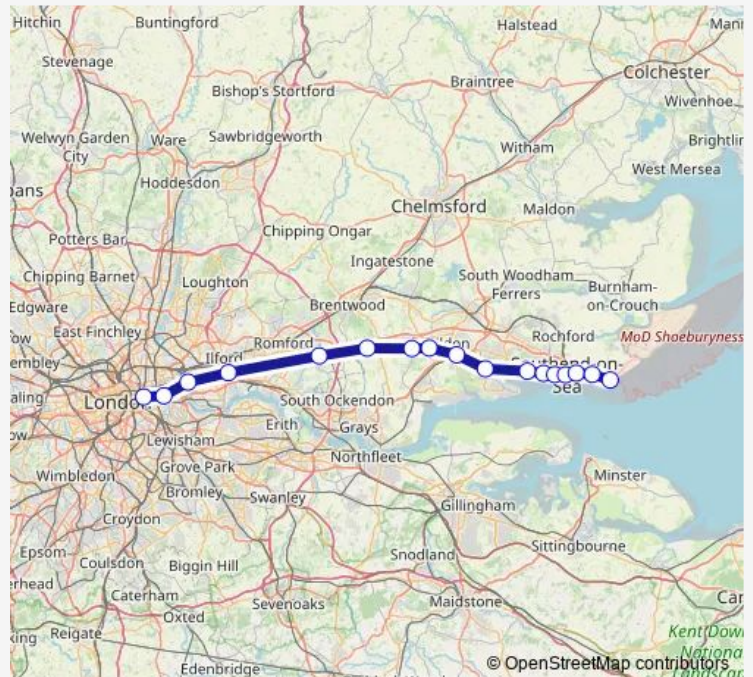 Hitchin
Buntingford
Halstead
Stevenage
Colchester
Braintree
Bishop's Stortford
Wivenhoe
Welwyn Garden
City
Ware
Sawbridgeworth
Witham
West Mersea
Hoddesdon
Chelmsford
Maldon
Potters Bar
Chipping Ongar
Ingatestone
Chipping Barnet
Loughton
South Woodham
Ferrers
Burnham-
on-Crouch
Edgware
Brentwood
East Finchley
Romford
Rochford
MoD Shoeburyness
Ilford
Southend-on-
Sea
London
South Ockendon
Erith
Grays
Lewisham
Northfleet
Grove Park
Wimbledon
Minster
Bromley
Swanley
Gillingham
Croydon
Sittingbourne
Epsom
Snodland
Coulsdon
Biggin Hill
Caterham
Sevenoaks
Maidstone
Oxted
Reigate
Edenbridge
© OpenStreetMap contributors